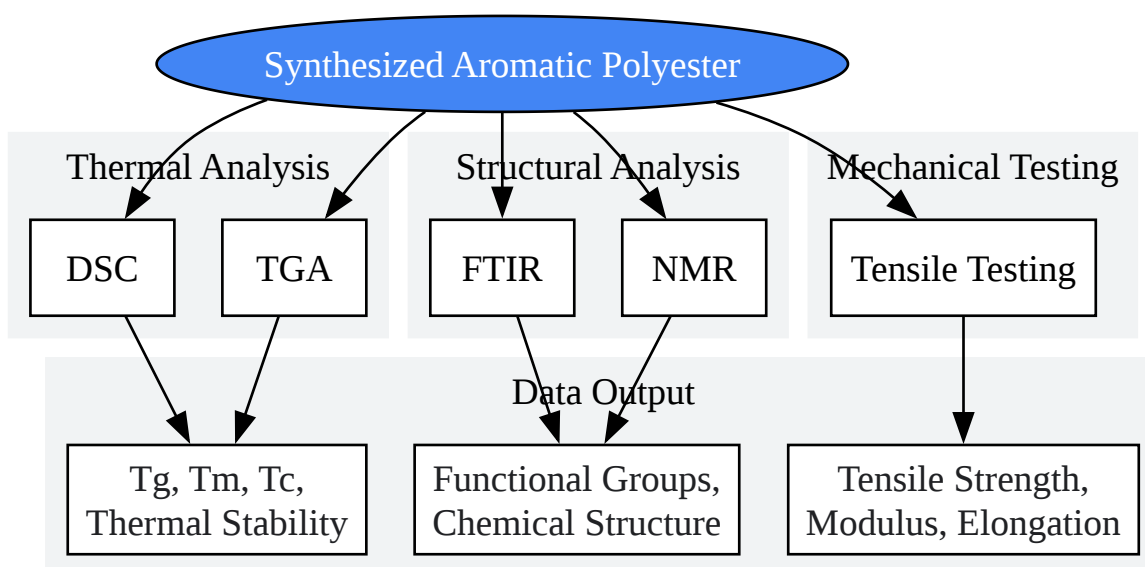 Synthesized Aromatic Polyester
Thermal Analysis
Structural Analysis
Mechanical Testing
DSC
TGA
FTIR
NMR
Tensile Testing
Data Output
Tg, Tm, Tc,
Thermal Stability
Functional Groups,
Chemical Structure
Tensile Strength,
Modulus, Elongation